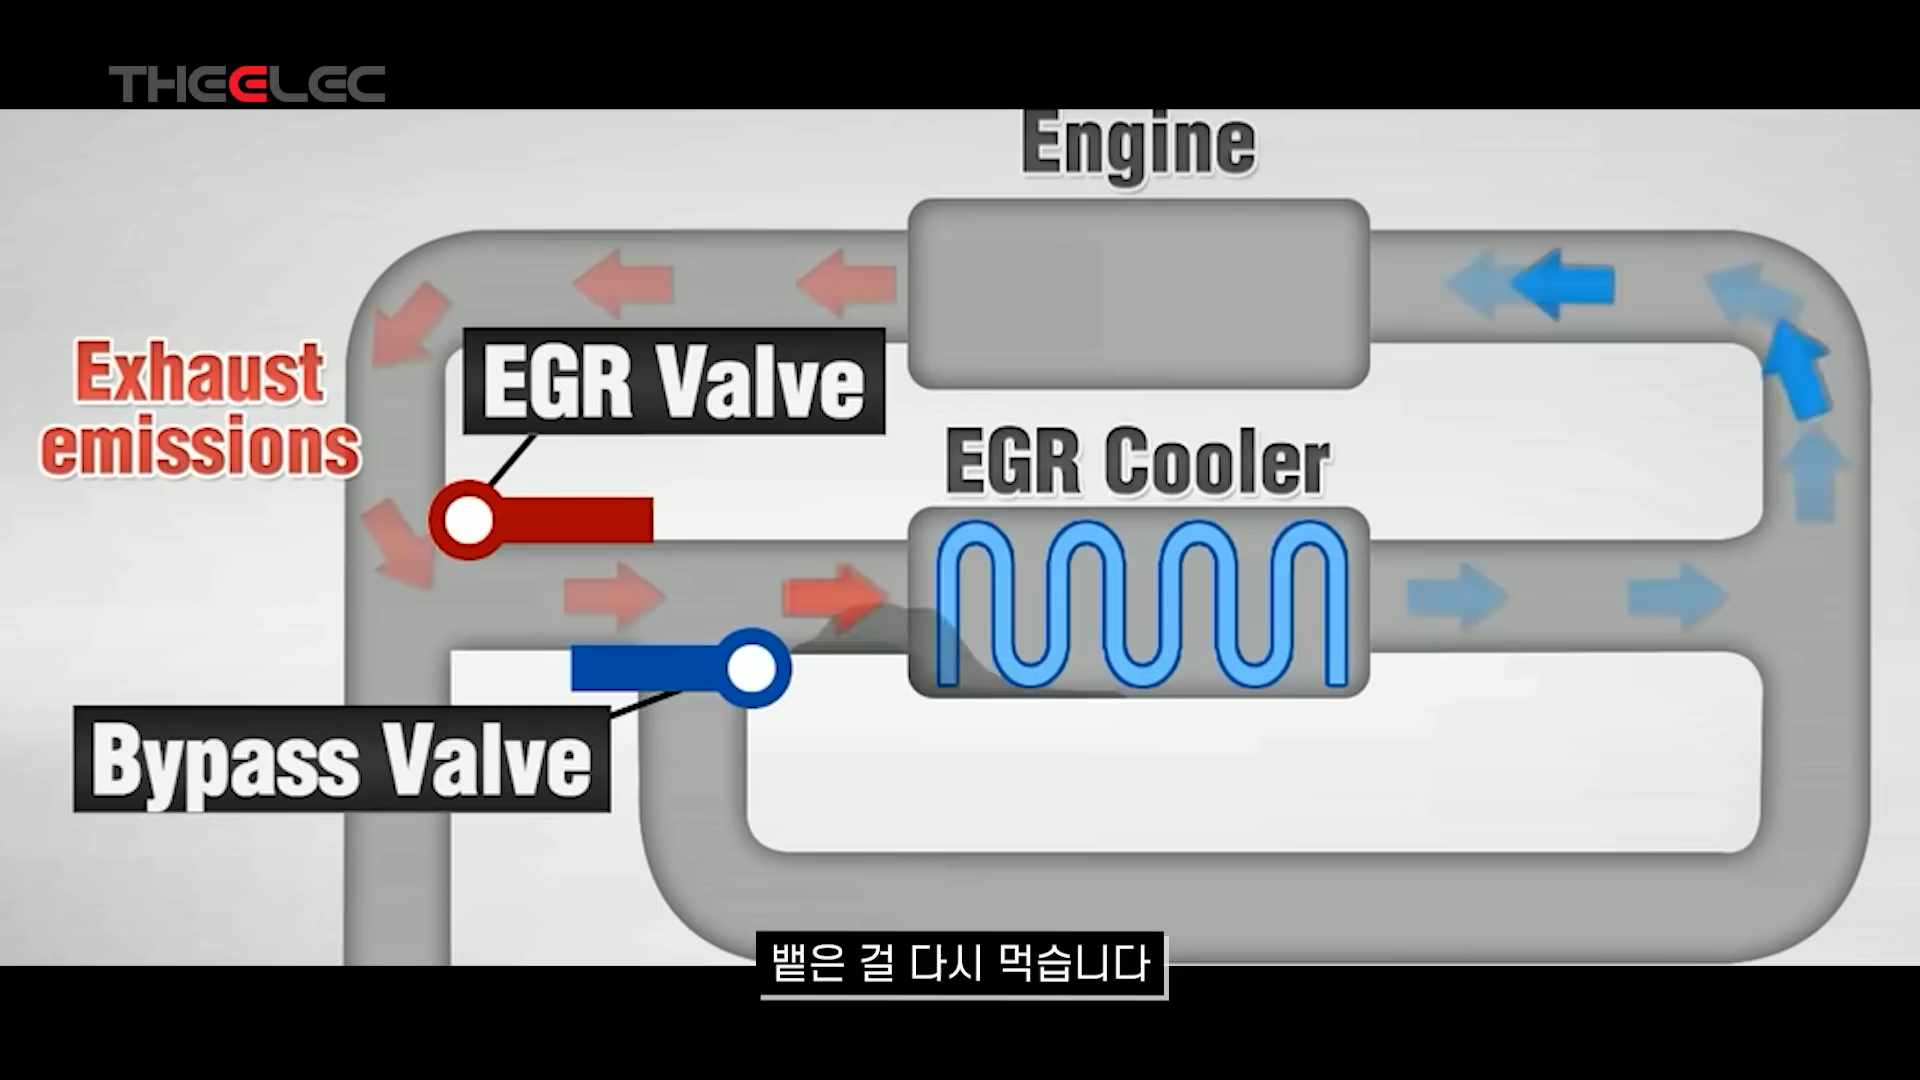 THEELEC
Engine
Exhaust
emissions
EGR Valve
EGR Cooler
Bypass Valve
뱉은 걸 다시 먹습니다